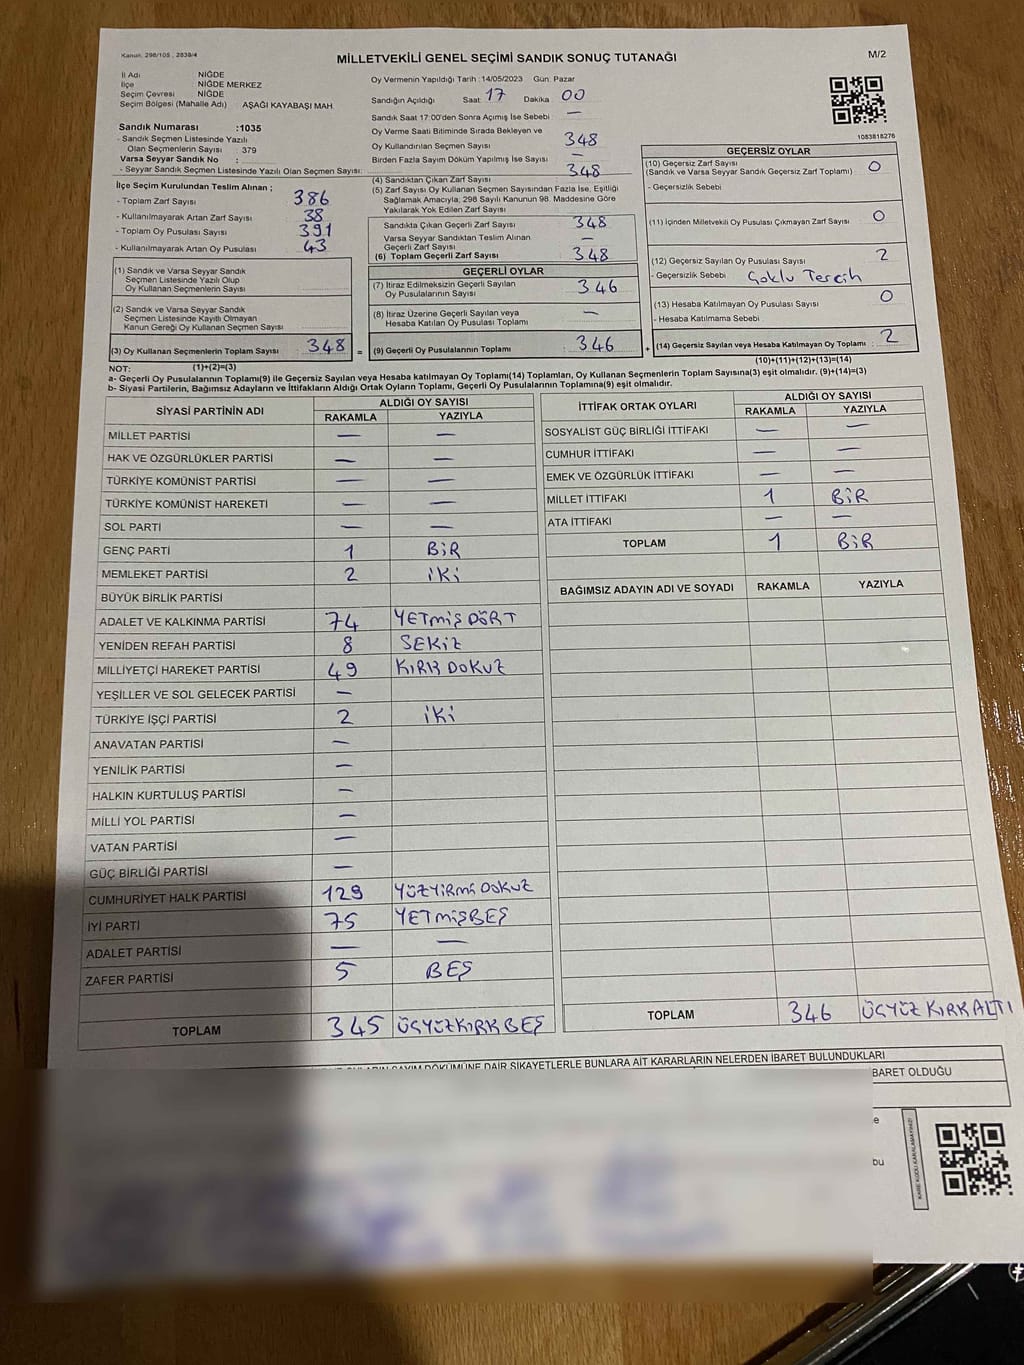 Kanun, 298/105 , 2839/4
MİLLETVEKİLİ GENEL SEÇİMİ SANDIK SONUÇ TUTANAĞI
M/2
İl Adı NİĞDE
İlçe NİĞDE MERKEZ
Seçim Çevresi NİĞDE
Seçim Bölgesi (Mahalle Adı) AŞAĞI KAYABAŞI MAH.
Sandık Numarası :1035
- Sandık Seçmen Listesinde Yazılı
Olan Seçmenlerin Sayısı : 379
Varsa Seyyar Sandık No :
- Seyyar Sandık Seçmen Listesinde Yazılı Olan Seçmen Sayısı:
Oy Vermenin Yapıldığı Tarih :14/05/2023 Gün: Pazar
Sandığın Açıldığı Saat: 17 Dakika 00
Sandık Saat 17:00'den Sonra Açımış İse Sebebi —
Oy Verme Saati Bitiminde Sırada Bekleyen ve
Oy Kullandırılan Seçmen Sayısı 348
Birden Fazla Sayım Döküm Yapılmış İse Sayısı —
1083818276
İlçe Seçim Kurulundan Teslim Alınan ;
- Toplam Zarf Sayısı 386
- Kullanılmayarak Artan Zarf Sayısı : 38
- Toplam Oy Pusulası Sayısı : 391
- Kullanılmayarak Artan Oy Pusulası : 43
(4) Sandıktan Çıkan Zarf Sayısı 348
(5) Zarf Sayısı Oy Kullanan Seçmen Sayısından Fazla İse, Eşitliği
Sağlamak Amacıyla; 298 Sayılı Kanunun 98. Maddesine Göre
Yakılarak Yok Edilen Zarf Sayısı
Sandıkta Çıkan Geçerli Zarf Sayısı 348
Varsa Seyyar Sandıktan Teslim Alınan
Geçerli Zarf Sayısı —
(6) Toplam Geçerli Zarf Sayısı 348
GEÇERSİZ OYLAR
(10) Geçersiz Zarf Sayısı 0
(Sandık ve Varsa Seyyar Sandık Geçersiz Zarf Toplamı) :
- Geçersizlik Sebebi
(11) İçinden Milletvekili Oy Pusulası Çıkmayan Zarf Sayısı : 0
(12) Geçersiz Sayılan Oy Pusulası Sayısı 2
- Geçersizlik Sebebi Çoklu Tercih
(13) Hesaba Katılmayan Oy Pusulası Sayısı 0
- Hesaba Katılmama Sebebi
(14) Geçersiz Sayılan veya Hesaba Katılmayan Oy Toplamı : 2
(10)+(11)+(12)+(13)=(14)
(1) Sandık ve Varsa Seyyar Sandık
Seçmen Listesinde Yazılı Olup
Oy Kullanan Seçmenlerin Sayısı
(2) Sandık ve Varsa Seyyar Sandık
Seçmen Listesinde Kayıtlı Olmayan
Kanun Gereği Oy Kullanan Seçmen Sayısı
(3) Oy Kullanan Seçmenlerin Toplam Sayısı 348 =
GEÇERLİ OYLAR
(7) İtiraz Edilmeksizin Geçerli Sayılan
Oy Pusulalarının Sayısı 346
(8) İtiraz Üzerine Geçerli Sayılan veya
Hesaba Katılan Oy Pusulası Toplamı —
(9) Geçerli Oy Pusulalarının Toplamı : 346 +
NOT: (1)+(2)=(3)
a- Geçerli Oy Pusulalarının Toplamı(9) ile Geçersiz Sayılan veya Hesaba katılmayan Oy Toplamı(14) Toplamları, Oy Kullanan Seçmenlerin Toplam Sayısına(3) eşit olmalıdır. (9)+(14)=(3)
b- Siyasi Partilerin, Bağımsız Adayların ve İttifakların Aldığı Ortak Oyların Toplamı, Geçerli Oy Pusulalarının Toplamına(9) eşit olmalıdır.
SİYASİ PARTİNİN ADI ALDIĞI OY SAYISI
RAKAMLA YAZIYLA
MİLLET PARTİSİ — —
HAK VE ÖZGÜRLÜKLER PARTİSİ — —
TÜRKİYE KOMÜNİST PARTİSİ — —
TÜRKİYE KOMÜNİST HAREKETİ — —
SOL PARTİ — —
GENÇ PARTİ 1 BİR
MEMLEKET PARTİSİ 2 İKİ
BÜYÜK BİRLİK PARTİSİ
ADALET VE KALKINMA PARTİSİ 74 YETMİŞ DÖRT
YENİDEN REFAH PARTİSİ 8 SEKİZ
MİLLİYETÇİ HAREKET PARTİSİ 49 KIRK DOKUZ
YEŞİLLER VE SOL GELECEK PARTİSİ —
TÜRKİYE İŞÇİ PARTİSİ 2 İKİ
ANAVATAN PARTİSİ —
YENİLİK PARTİSİ —
HALKIN KURTULUŞ PARTİSİ —
MİLLİ YOL PARTİSİ —
VATAN PARTİSİ —
GÜÇ BİRLİĞİ PARTİSİ —
CUMHURİYET HALK PARTİSİ 129 YÜZYİRMİ DOKUZ
İYİ PARTİ 75 YETMİŞBEŞ
ADALET PARTİSİ — —
ZAFER PARTİSİ 5 BEŞ
TOPLAM 345 ÜÇYÜZKIRKBEŞ
İTTİFAK ORTAK OYLARI ALDIĞI OY SAYISI
RAKAMLA YAZIYLA
SOSYALİST GÜÇ BİRLİĞİ İTTİFAKI — —
CUMHUR İTTİFAKI — —
EMEK VE ÖZGÜRLÜK İTTİFAKI — —
MİLLET İTTİFAKI 1 BİR
ATA İTTİFAKI — —
TOPLAM 1 BİR
BAĞIMSIZ ADAYIN ADI VE SOYADI RAKAMLA YAZIYLA
TOPLAM 346 ÜÇYÜZ KIRKALTI
SAYIM DÖKÜMÜNE DAİR ŞİKAYETLERLE BUNLARA AİT KARARLARIN NELERDEN İBARET BULUNDUKLARI
BARET OLDUĞU
e
bu
KARE KODU KARALAMAYINIZ!